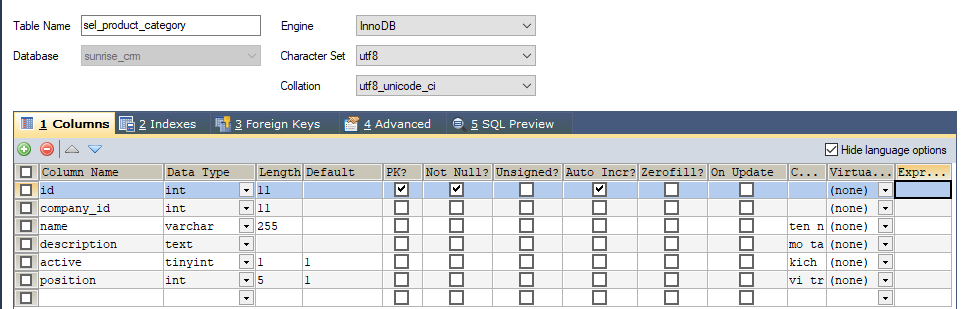 Table Name sel_product_category Engine InnoDB
Database sunrise_crm Character Set utf8
Collation utf8_unicode_ci
1 Columns 2 Indexes 3 Foreign Keys 4 Advanced 5 SQL Preview
Hide language options
Column Name Data Type Length Default PK? Not Null? Unsigned? Auto Incr? Zerofill? On Update C... Virtua... Expr...
id int 11 (none)
company_id int 11 (none)
name varchar 255 ten n (none)
description text mo ta (none)
active tinyint 1 1 kich (none)
position int 5 1 vi tr (none)